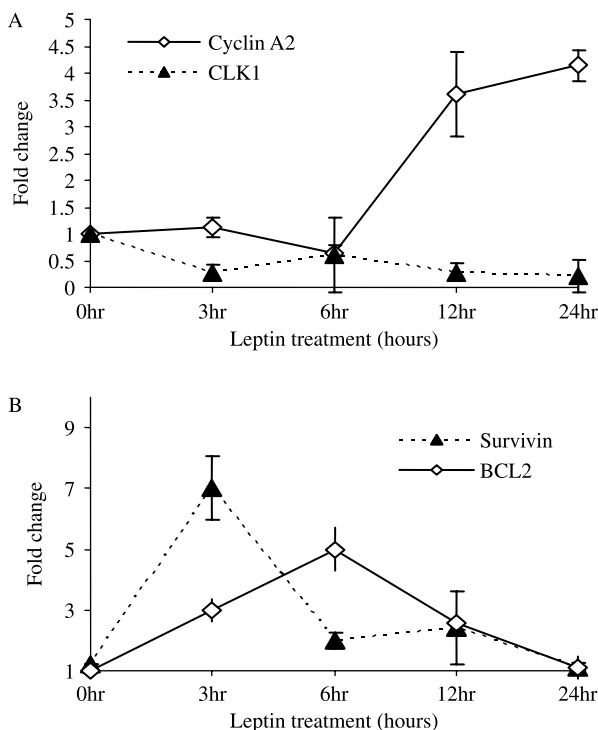 A
Cyclin A2
CLK1
Fold change
5
4.5
4
3.5
3
2.5
2
1.5
1
0.5
0
0hr 3hr 6hr 12hr 24hr
Leptin treatment (hours)
B
Survivin
BCL2
Fold change
9
7
5
3
1
0hr 3hr 6hr 12hr 24hr
Leptin treatment (hours)